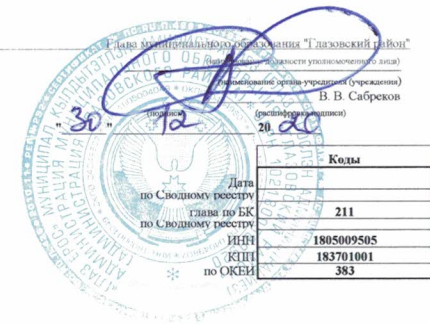 Глава муниципального образования "Глазовский район"
(наименование должности уполномоченного лица)
(наименование органа-учредителя (учреждения)
В. В. Сабреков
(подпись) (расшифровка подписи)
"30" 12 2020
Коды
Дата
по Сводному реестру
глава по БК 211
по Сводному реестру
ИНН 1805009505
КПП 183701001
по ОКЕИ 383